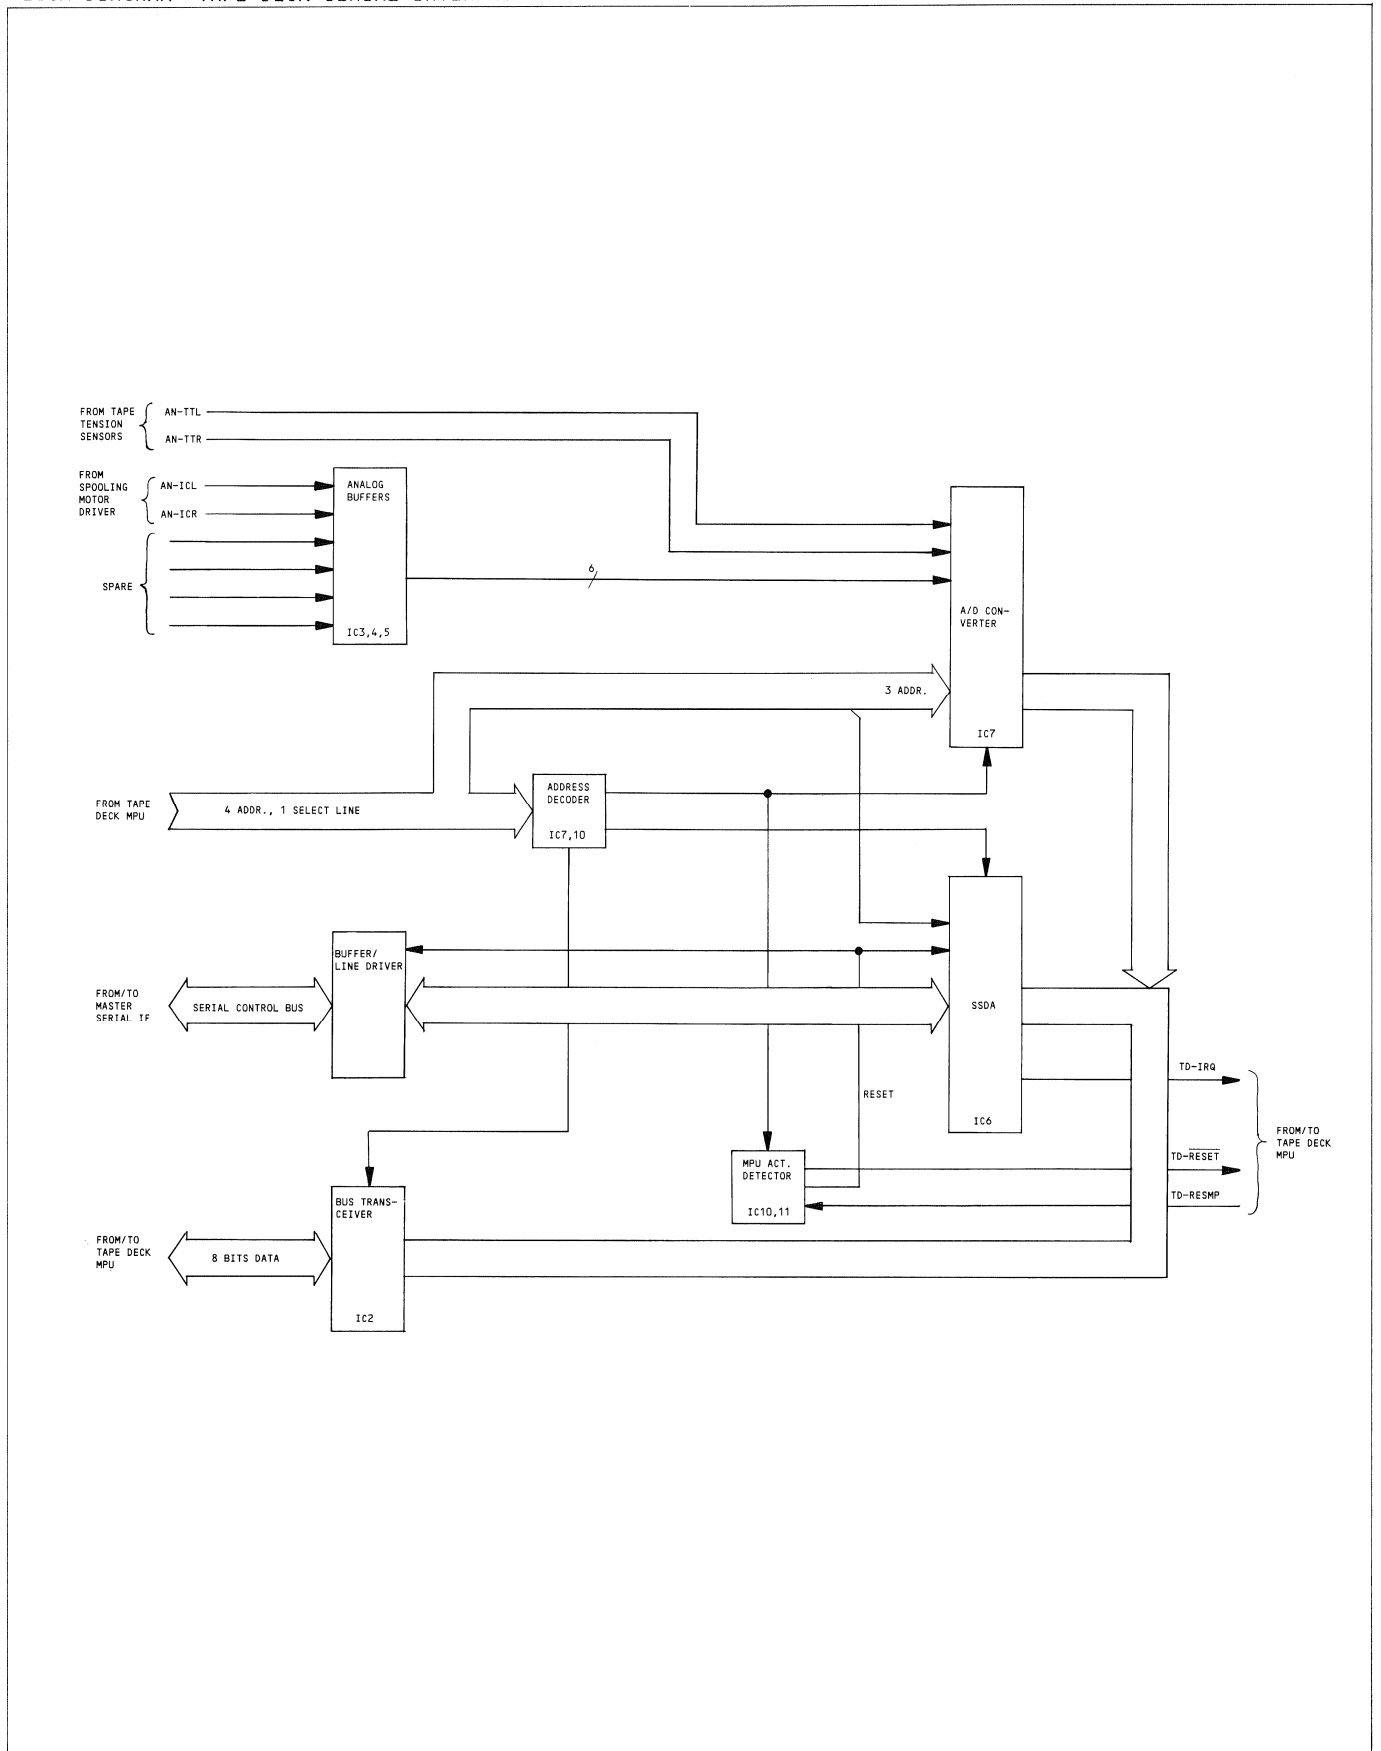 FROM TAPE
TENSION
SENSORS
AN-TTL
AN-TTR
FROM
SPOOLING
MOTOR
DRIVER
AN-ICL
AN-ICR
SPARE
ANALOG
BUFFERS
IC3,4,5
6
A/D CON-
VERTER
IC7
3 ADDR.
FROM TAPE
DECK MPU
4 ADDR., 1 SELECT LINE
ADDRESS
DECODER
IC7,10
BUFFER/
LINE DRIVER
FROM/TO
MASTER
SERIAL IF
SERIAL CONTROL BUS
SSDA
IC6
RESET
MPU ACT.
DETECTOR
IC10,11
TD-IRQ
TD-RESET
TD-RESMP
FROM/TO
TAPE DECK
MPU
BUS TRANS-
CEIVER
IC2
FROM/TO
TAPE DECK
MPU
8 BITS DATA